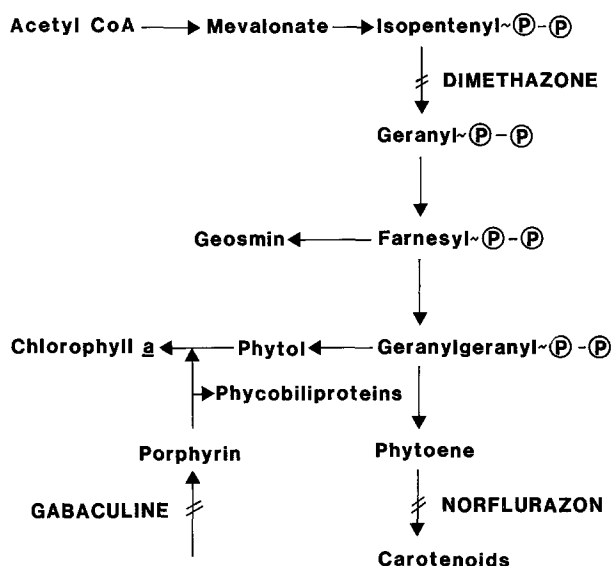 Acetyl CoA Mevalonate Isopentenyl~Ⓟ-Ⓟ
DIMETHAZONE
Geranyl~Ⓟ-Ⓟ
Geosmin Farnesyl~Ⓟ-Ⓟ
Chlorophyll a Phytol Geranylgeranyl~Ⓟ-Ⓟ
Phycobiliproteins
Porphyrin Phytoene
GABACULINE NORFLURAZON
Carotenoids